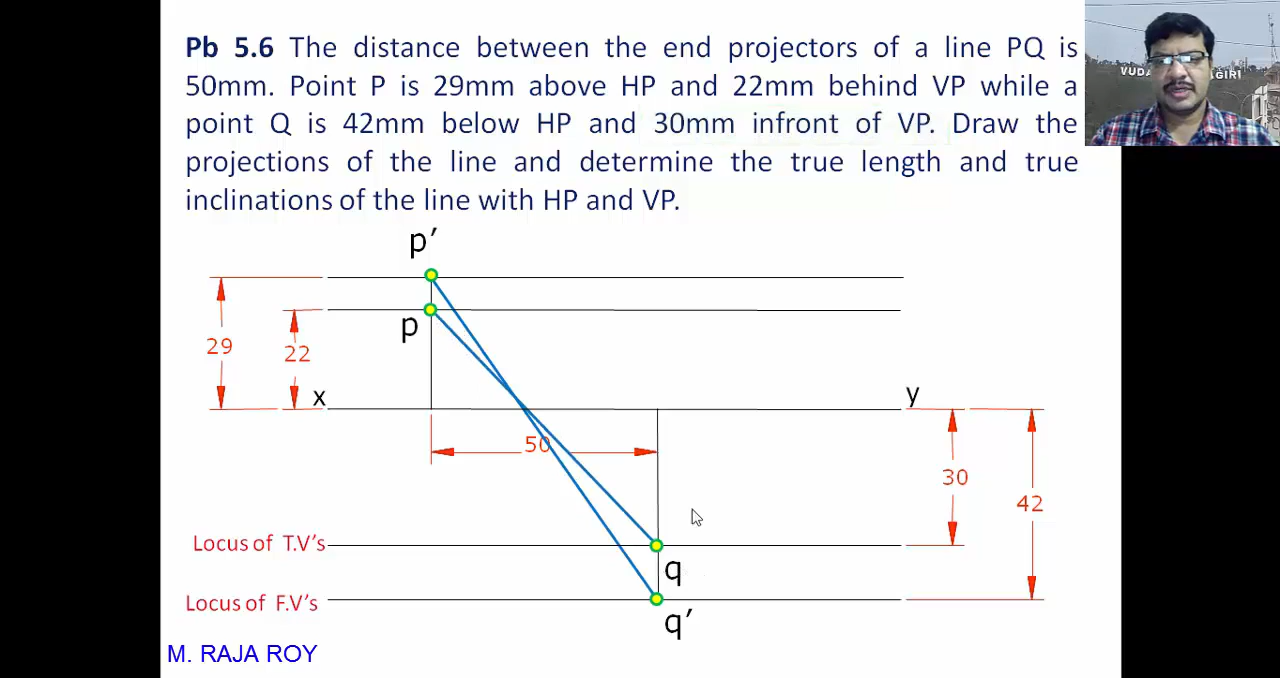 Pb 5.6 The distance between the end projectors of a line PQ is
50mm. Point P is 29mm above HP and 22mm behind VP while a
point Q is 42mm below HP and 30mm infront of VP. Draw the
projections of the line and determine the true length and true
inclinations of the line with HP and VP.
p′
p
29
22
x
y
50
30
42
Locus of T.V's
q
Locus of F.V's
q′
M. RAJA ROY